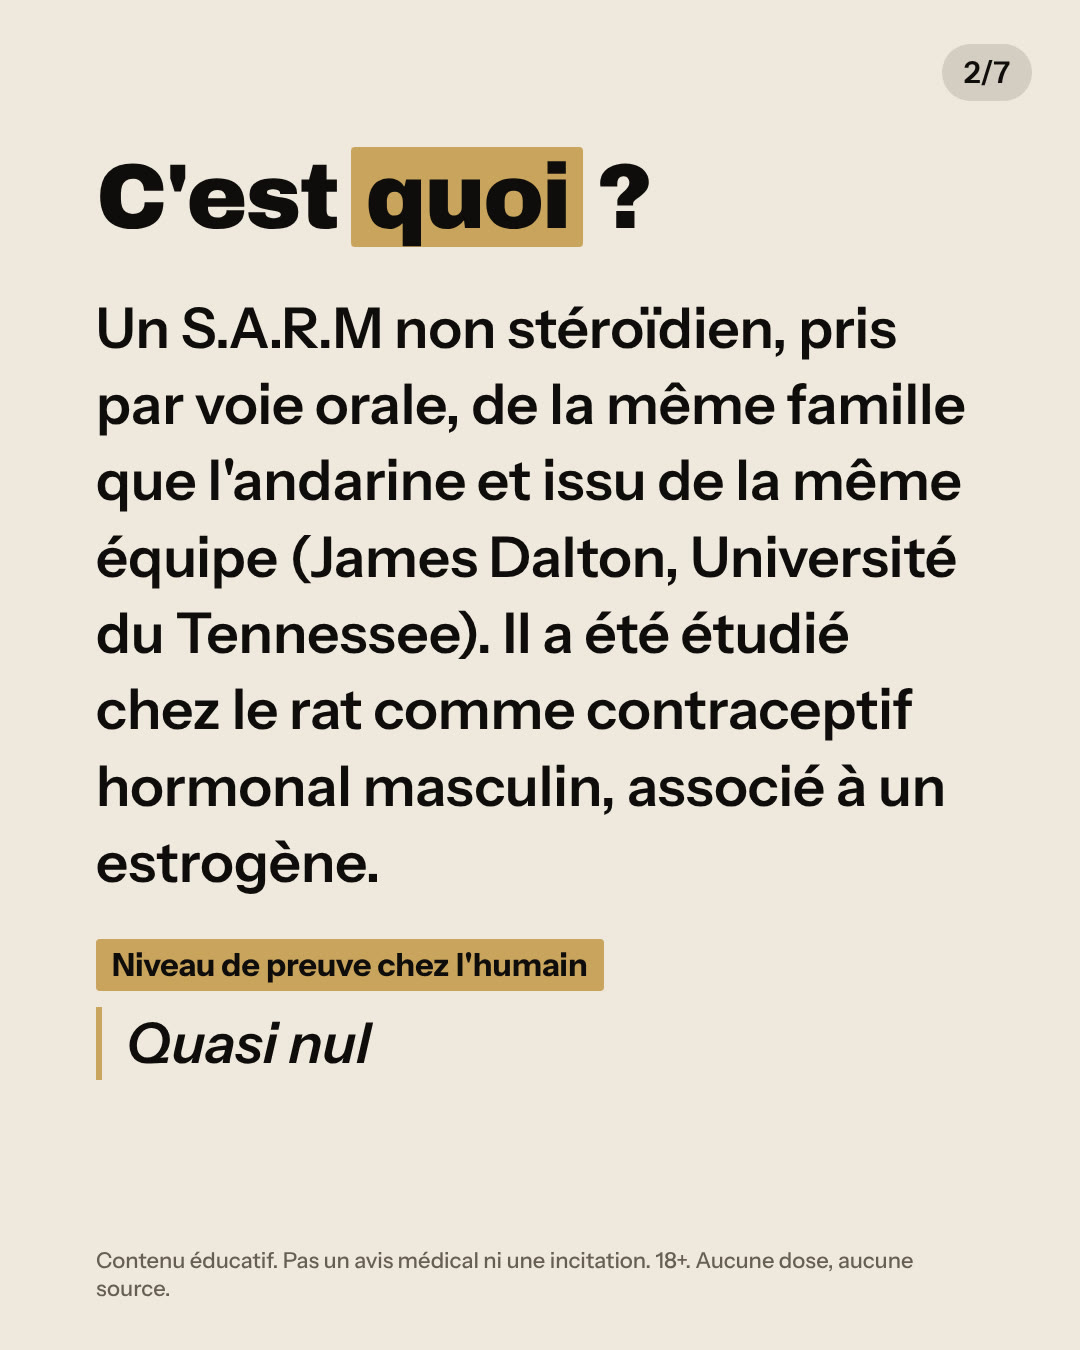 2/7
C'est quoi ?
Un S.A.R.M non stéroïdien, pris
par voie orale, de la même famille
que l'andarine et issu de la même
équipe (James Dalton, Université
du Tennessee). Il a été étudié
chez le rat comme contraceptif
hormonal masculin, associé à un
estrogène.
Niveau de preuve chez l'humain
Quasi nul
Contenu éducatif. Pas un avis médical ni une incitation. 18+. Aucune dose, aucune
source.